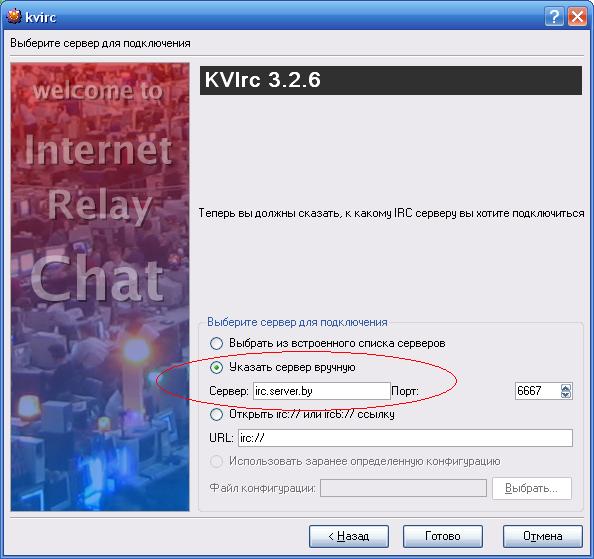 kvirc
Выберите сервер для подключения
welcome to
Internet
Relay
Chat
KVIrc 3.2.6
Теперь вы должны сказать, к какому IRC серверу вы хотите подключиться
Выберите сервер для подключения
Выбрать из встроенного списка серверов
Указать сервер вручную
Сервер: irc.server.by Порт: 6667
Открыть irc:// или irc6:// ссылку
URL: irc://
Использовать заранее определенную конфигурацию
Файл конфигурации: Выбрать...
< Назад Готово Отмена